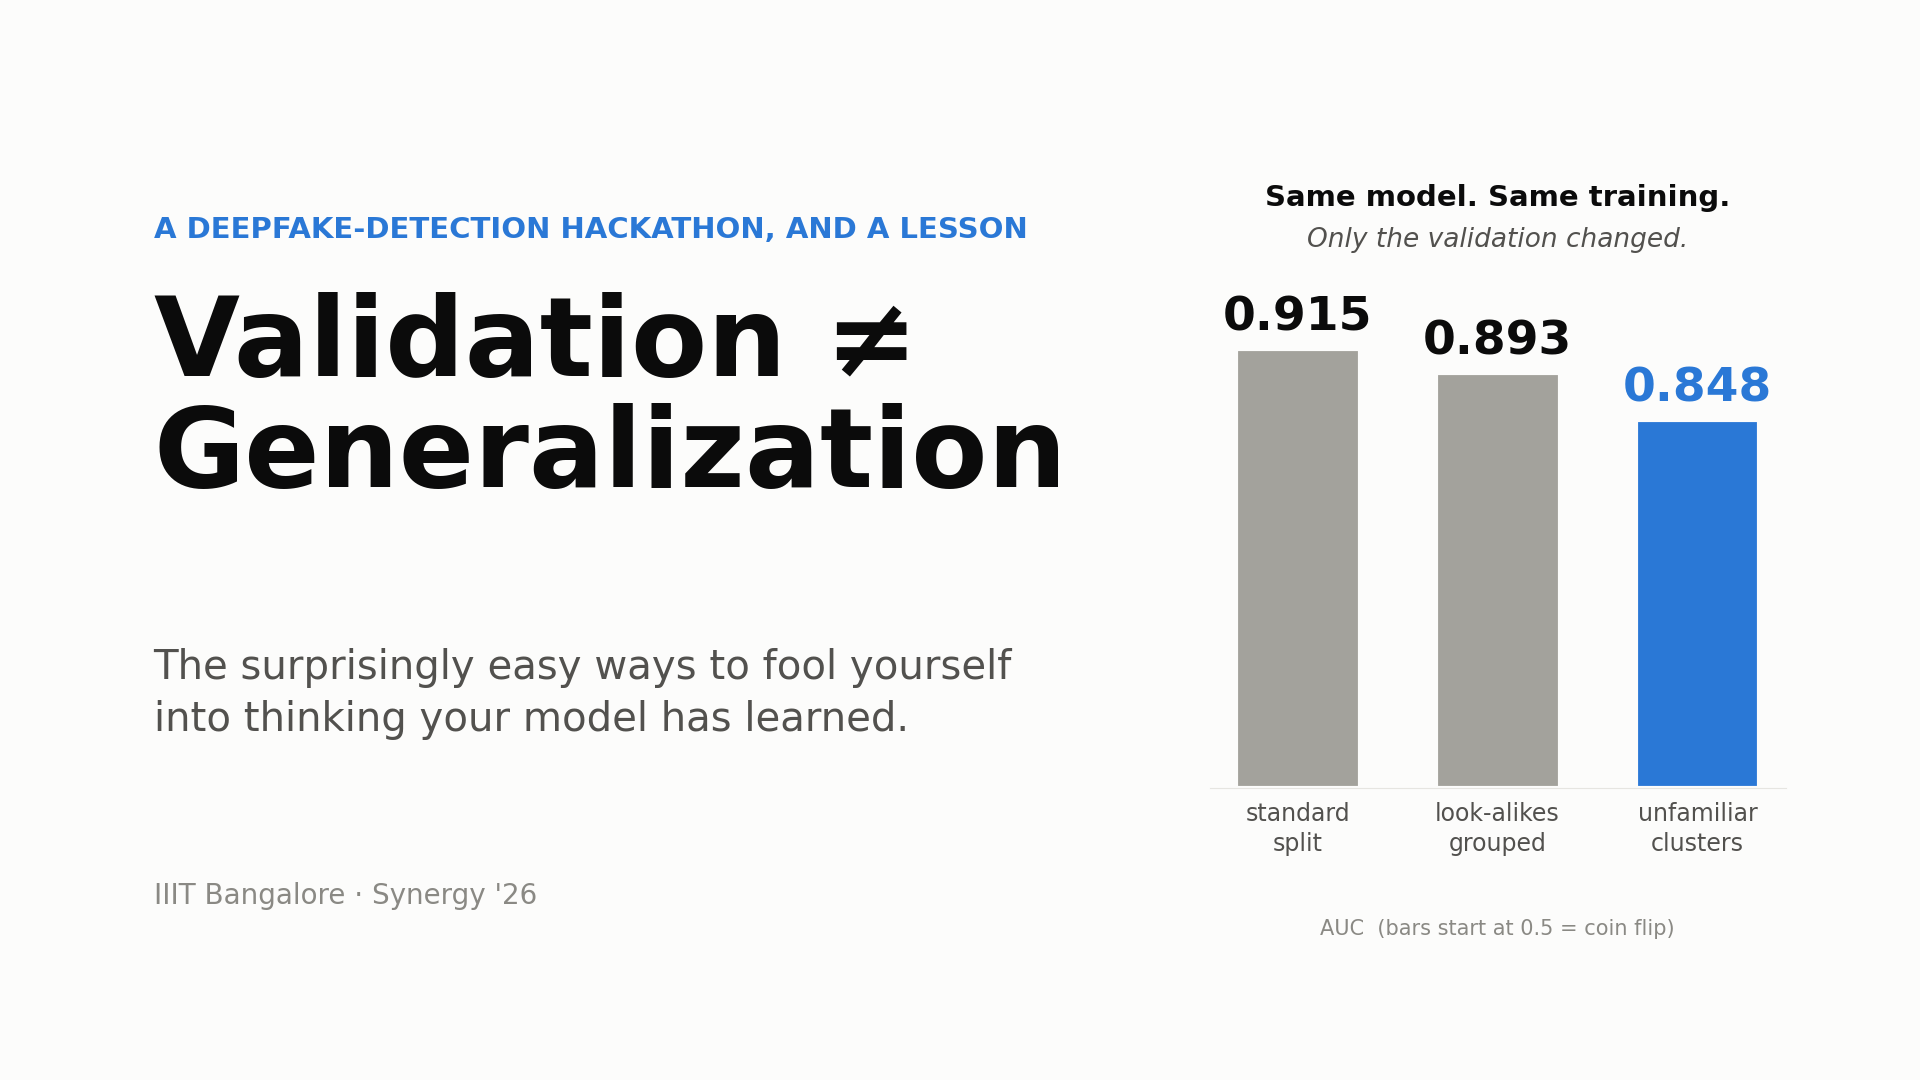 A DEEPFAKE-DETECTION HACKATHON, AND A LESSON
Validation ≠
Generalization
The surprisingly easy ways to fool yourself
into thinking your model has learned.
IIIT Bangalore · Synergy '26
Same model. Same training.
Only the validation changed.
0.915
0.893
0.848
standard
split
look-alikes
grouped
unfamiliar
clusters
AUC  (bars start at 0.5 = coin flip)